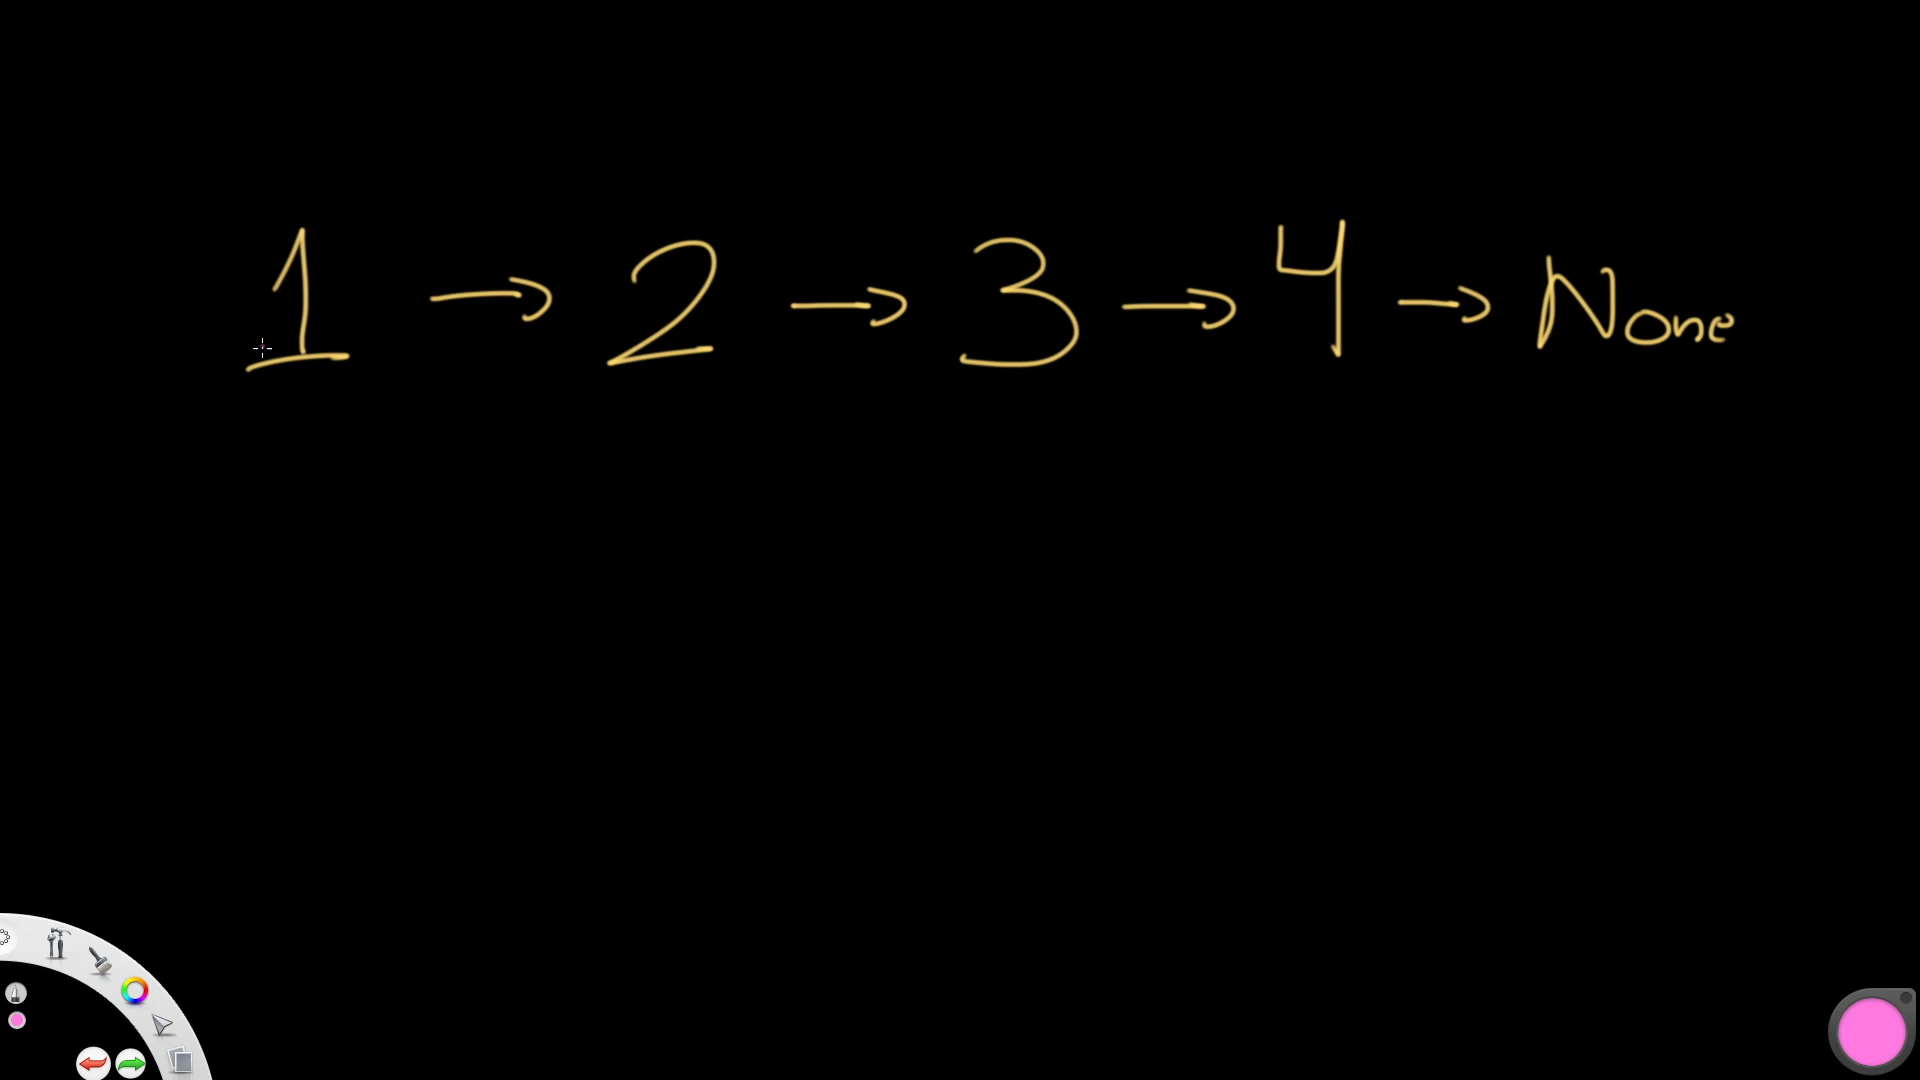 1 → 2 → 3 → 4 → None